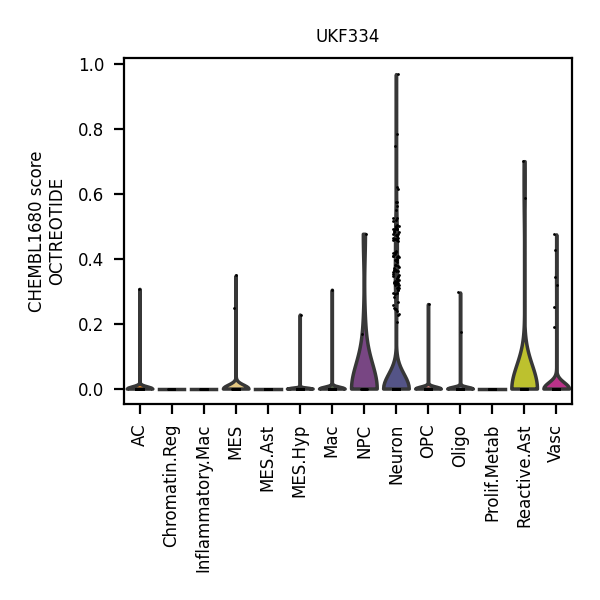 UKF334
CHEMBL1680 score
OCTREOTIDE
1.0
0.8
0.6
0.4
0.2
0.0
AC
Chromatin.Reg
Inflammatory.Mac
MES
MES.Ast
MES.Hyp
Mac
NPC
Neuron
OPC
Oligo
Prolif.Metab
Reactive.Ast
Vasc